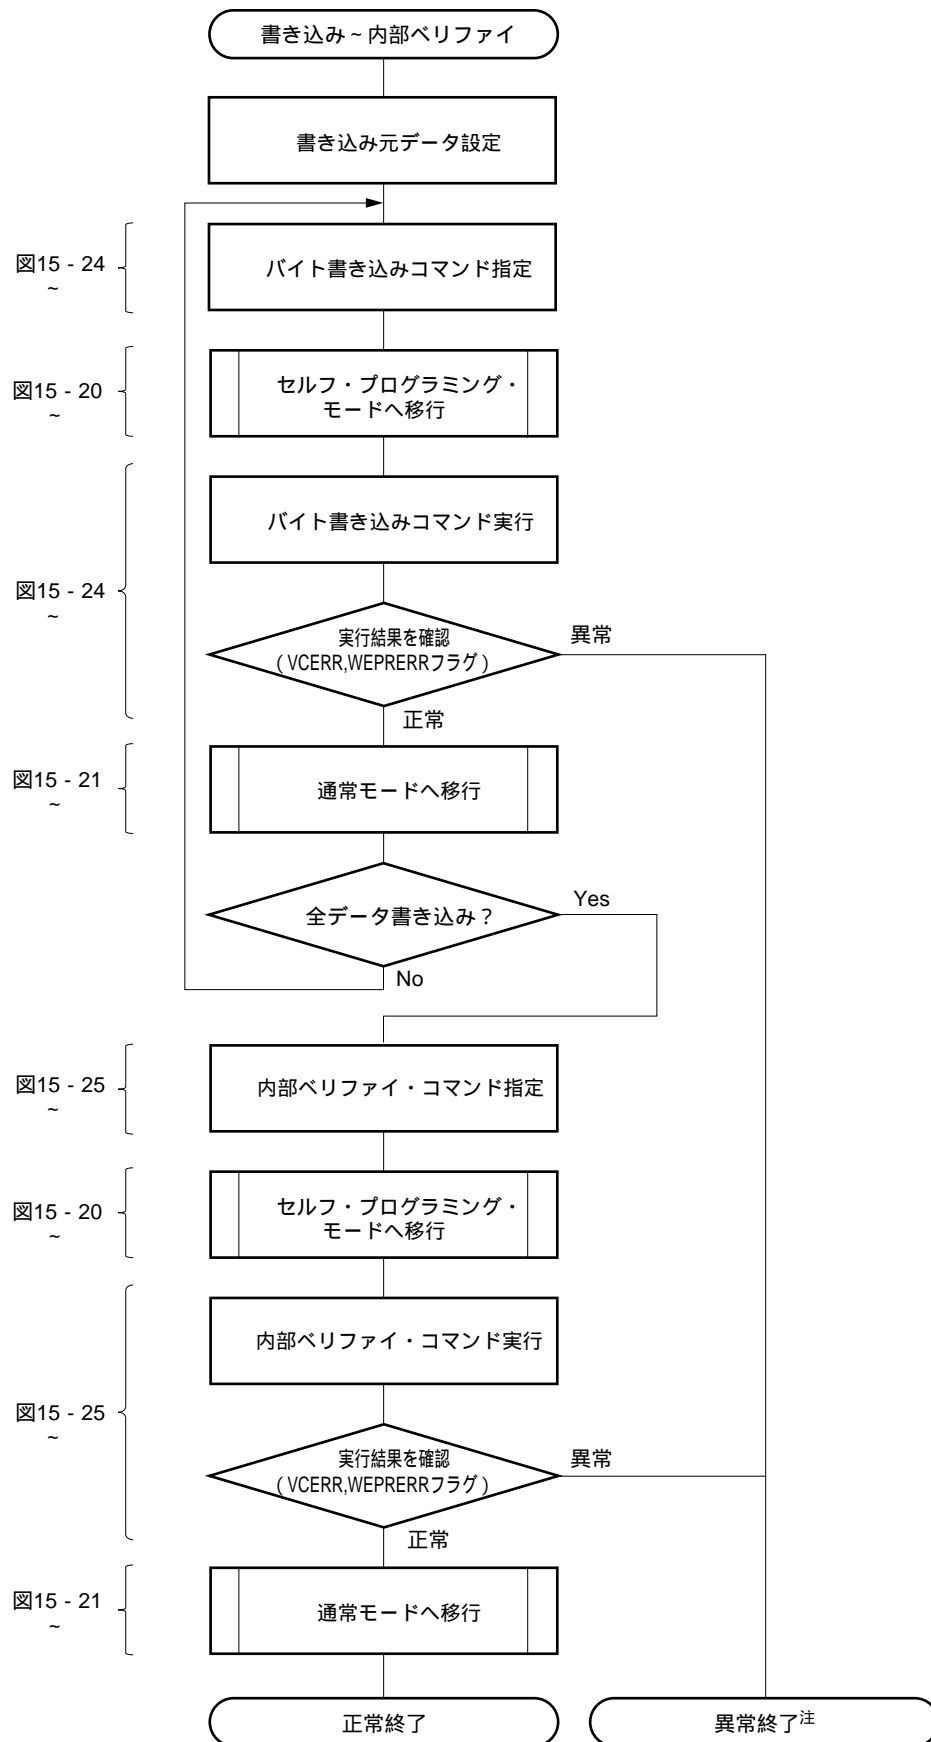 書き込み~内部ベリファイ
書き込み元データ設定
図15 - 24
~
バイト書き込みコマンド指定
図15 - 20
~
セルフ・プログラミング・
モードへ移行
バイト書き込みコマンド実行
図15 - 24
~
実行結果を確認
(VCERR,WEPRERRフラグ)
異常
正常
図15 - 21
~
通常モードへ移行
全データ書き込み?
Yes
No
図15 - 25
~
内部ベリファイ・コマンド指定
図15 - 20
~
セルフ・プログラミング・
モードへ移行
内部ベリファイ・コマンド実行
図15 - 25
~
実行結果を確認
(VCERR,WEPRERRフラグ)
異常
正常
図15 - 21
~
通常モードへ移行
正常終了
異常終了注